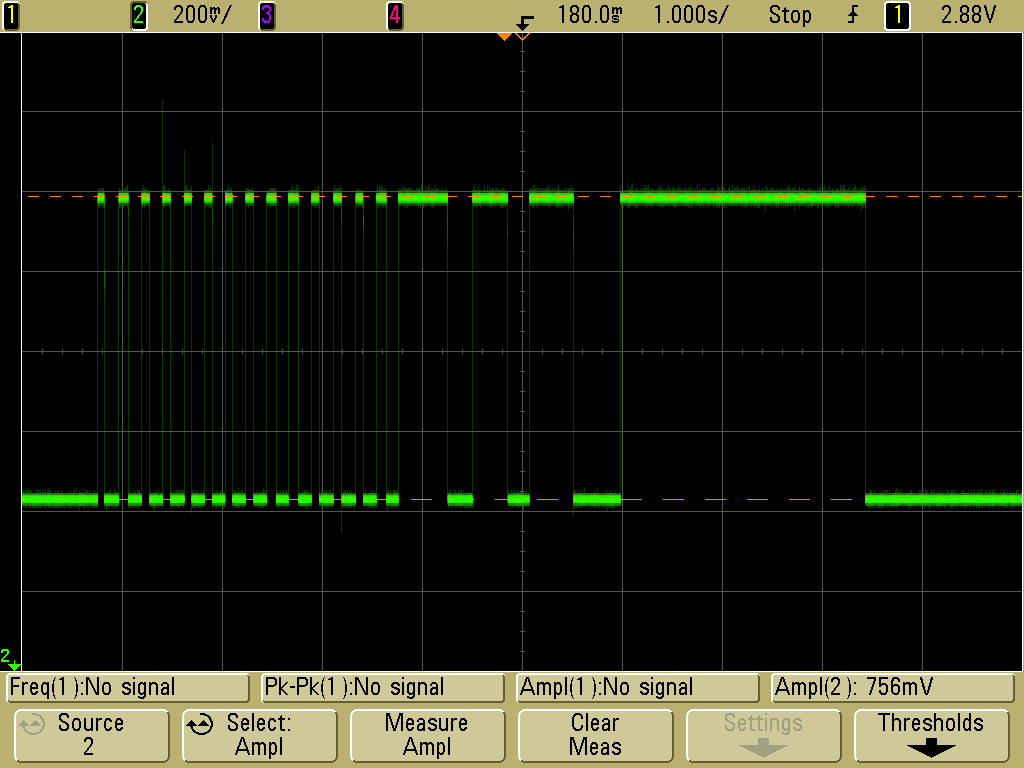 1 2 200mV/ 3 4 180.0ms 1.000s/ Stop 1 2.88V
2
Freq(1):No signal Pk-Pk(1):No signal Ampl(1):No signal Ampl(2): 756mV
Source Select: Measure Clear Settings Thresholds
2 Ampl Ampl Meas